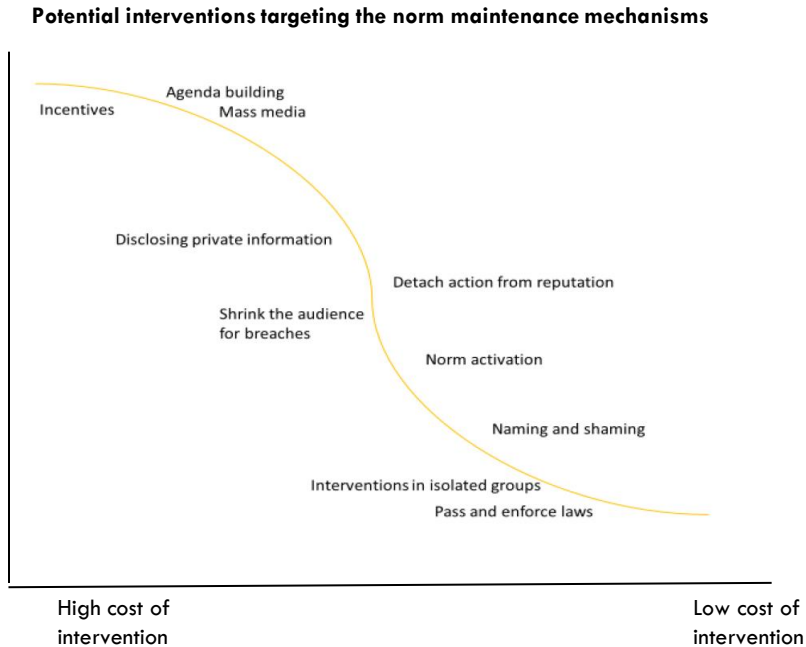 Potential interventions targeting the norm maintenance mechanisms
Agenda building
Incentives
Mass media
Disclosing private information
Detach action from reputation
Shrink the audience
for breaches
Norm activation
Naming and shaming
Interventions in isolated groups
Pass and enforce laws
High cost of
intervention
Low cost of
intervention